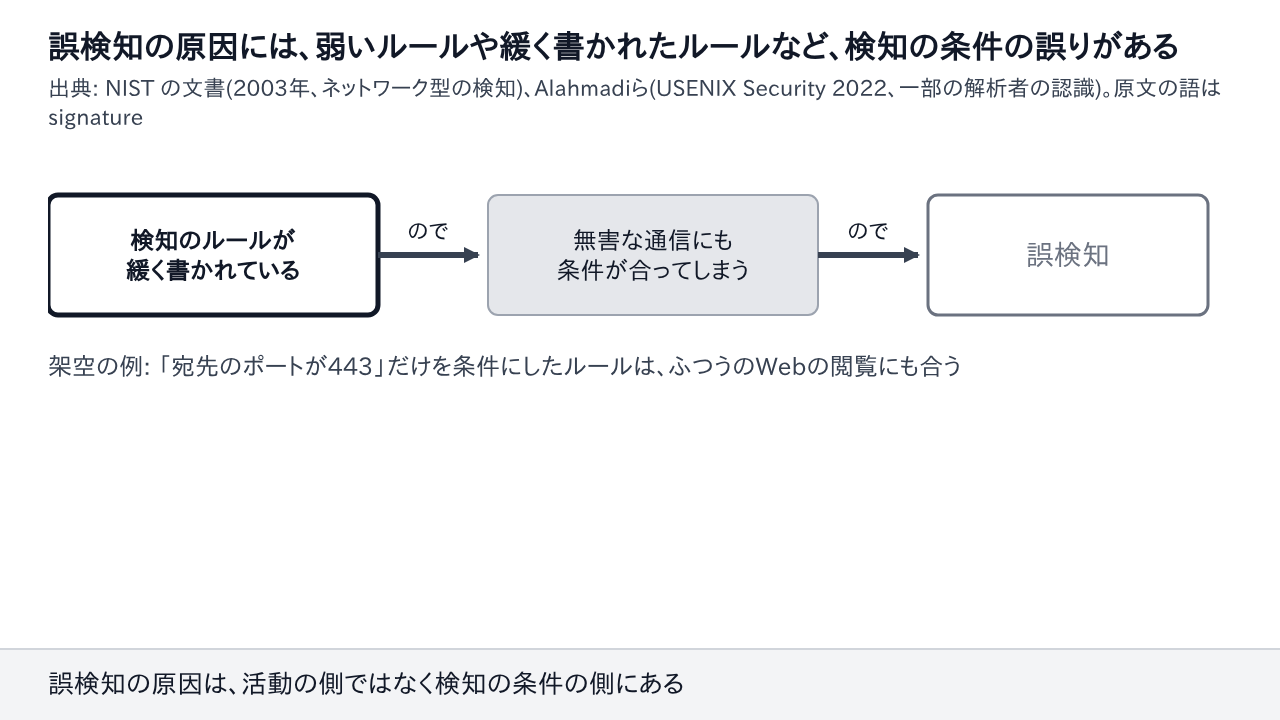 誤検知の原因には、弱いルールや緩く書かれたルールなど、検知の条件の誤りがある
出典: NIST の文書(2003年、ネットワーク型の検知)、Alahmadiら(USENIX Security 2022、一部の解析者の認識)。原文の語は
signature
検知のルールが
緩く書かれている
ので
無害な通信にも
条件が合ってしまう
ので
誤検知
架空の例: 「宛先のポートが443」だけを条件にしたルールは、ふつうのWebの閲覧にも合う
誤検知の原因は、活動の側ではなく検知の条件の側にある